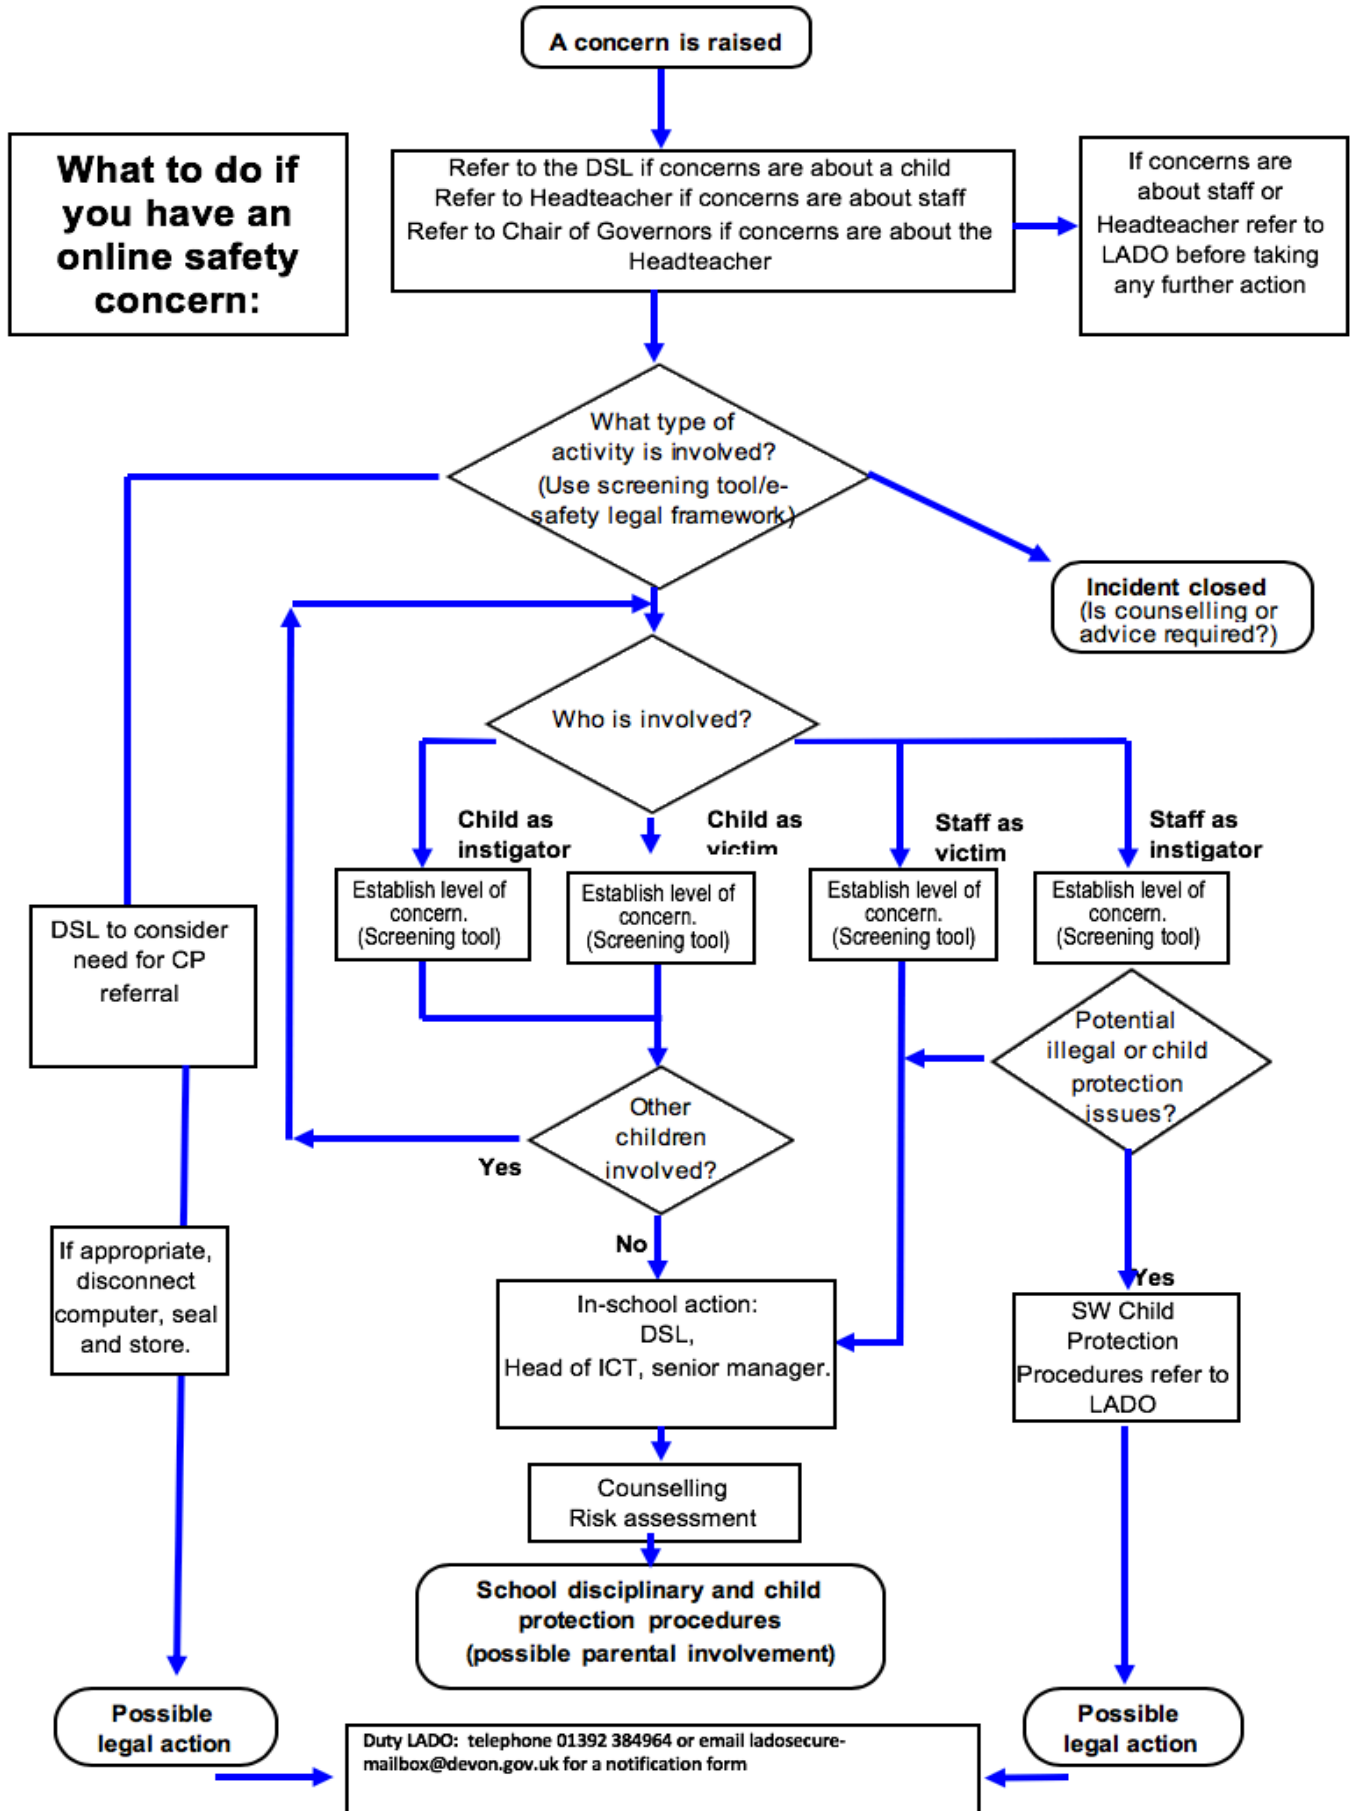 A concern is raised
What to do if
you have an
online safety
concern:
Refer to the DSL if concerns are about a child
Refer to Headteacher if concerns are about staff
Refer to Chair of Governors if concerns are about the
Headteacher
If concerns are
about staff or
Headteacher refer to
LADO before taking
any further action
What type of
activity is involved?
(Use screening tool/e-
safety legal framework)
Incident closed
(Is counselling or
advice required?)
Who is involved?
Child as
instigator
Child as
victim
Staff as
victim
Staff as
instigator
Establish level of
concern.
(Screening tool)
Establish level of
concern.
(Screening tool)
Establish level of
concern.
(Screening tool)
Establish level of
concern.
(Screening tool)
DSL to consider
need for CP
referral
Potential
illegal or child
protection
issues?
Other
children
involved?
Yes
No
If appropriate,
disconnect
computer, seal
and store.
In-school action:
DSL,
Head of ICT, senior manager.
Yes
SW Child
Protection
Procedures refer to
LADO
Counselling
Risk assessment
School disciplinary and child
protection procedures
(possible parental involvement)
Possible
legal action
Possible
legal action
Duty LADO: telephone 01392 384964 or email ladosecure-
mailbox@devon.gov.uk for a notification form